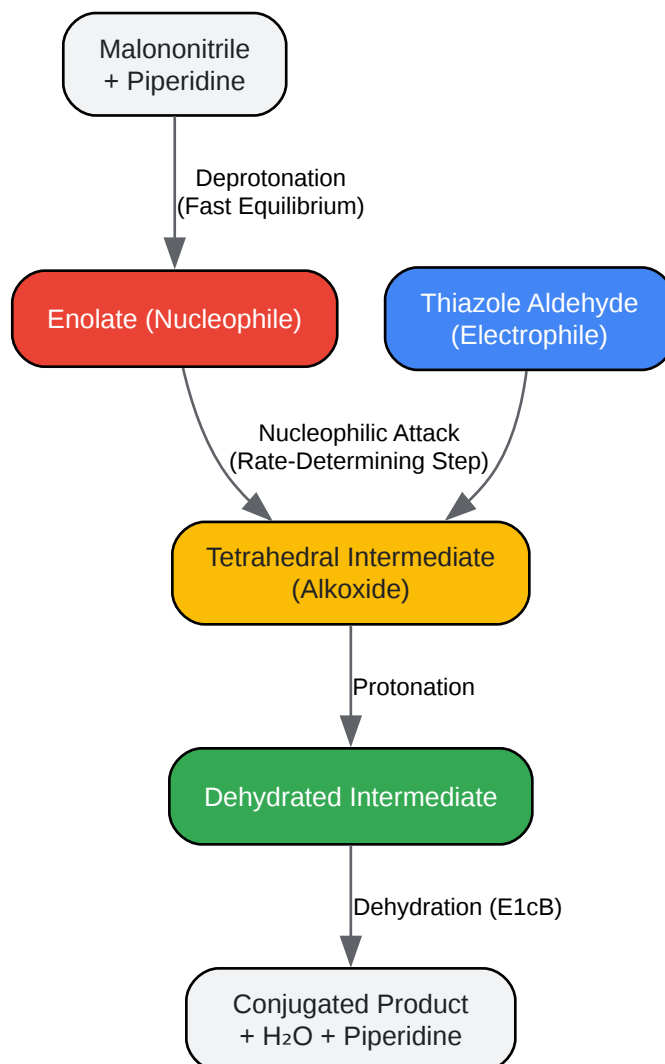 Malononitrile
+ Piperidine
Deprotonation
(Fast Equilibrium)
Enolate (Nucleophile)
Thiazole Aldehyde
(Electrophile)
Nucleophilic Attack
(Rate-Determining Step)
Tetrahedral Intermediate
(Alkoxide)
Protonation
Dehydrated Intermediate
Dehydration (E1cB)
Conjugated Product
+ H₂O + Piperidine